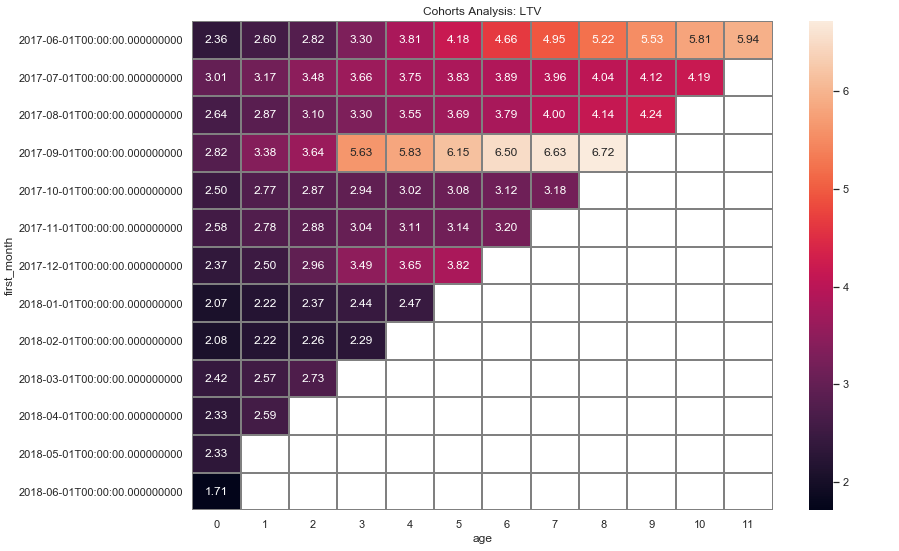 Cohorts Analysis: LTV
2017-06-01T00:00:00.000000000 2.36 2.60 2.82 3.30 3.81 4.18 4.66 4.95 5.22 5.53 5.81 5.94
2017-07-01T00:00:00.000000000 3.01 3.17 3.48 3.66 3.75 3.83 3.89 3.96 4.04 4.12 4.19
2017-08-01T00:00:00.000000000 2.64 2.87 3.10 3.30 3.55 3.69 3.79 4.00 4.14 4.24
2017-09-01T00:00:00.000000000 2.82 3.38 3.64 5.63 5.83 6.15 6.50 6.63 6.72
2017-10-01T00:00:00.000000000 2.50 2.77 2.87 2.94 3.02 3.08 3.12 3.18
2017-11-01T00:00:00.000000000 2.58 2.78 2.88 3.04 3.11 3.14 3.20
2017-12-01T00:00:00.000000000 2.37 2.50 2.96 3.49 3.65 3.82
2018-01-01T00:00:00.000000000 2.07 2.22 2.37 2.44 2.47
2018-02-01T00:00:00.000000000 2.08 2.22 2.26 2.29
2018-03-01T00:00:00.000000000 2.42 2.57 2.73
2018-04-01T00:00:00.000000000 2.33 2.59
2018-05-01T00:00:00.000000000 2.33
2018-06-01T00:00:00.000000000 1.71
0 1 2 3 4 5 6 7 8 9 10 11
age
first_month
6
5
4
3
2